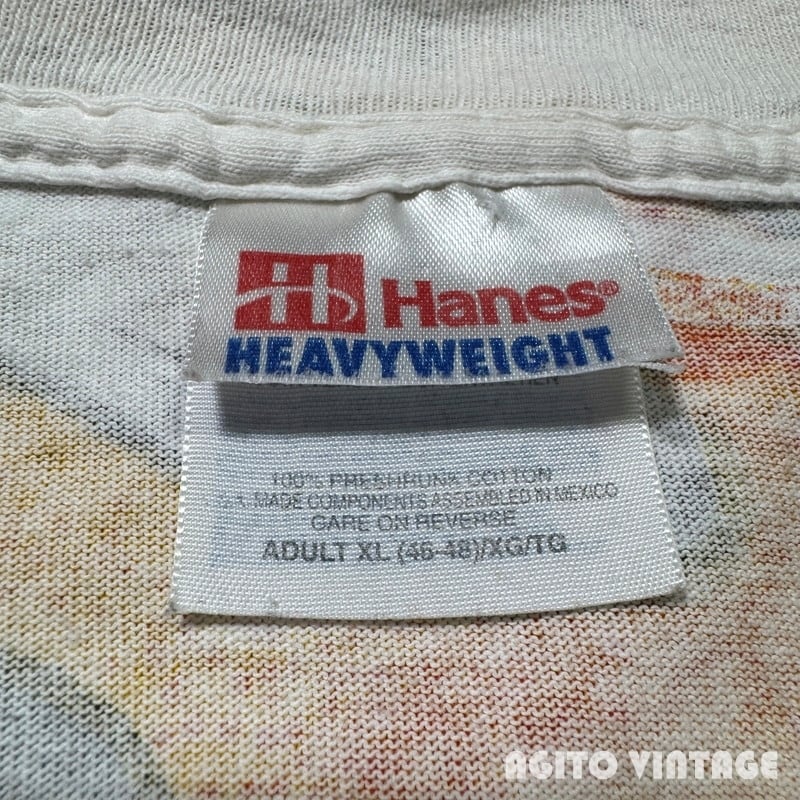 H Hanes®
HEAVYWEIGHT
100% PRESHRUNK COTTON
MADE COMPONENTS ASSEMBLED IN MEXICO
CARE ON REVERSE
ADULT XL (46-48)/XG/TG
AGITO VINTAGE